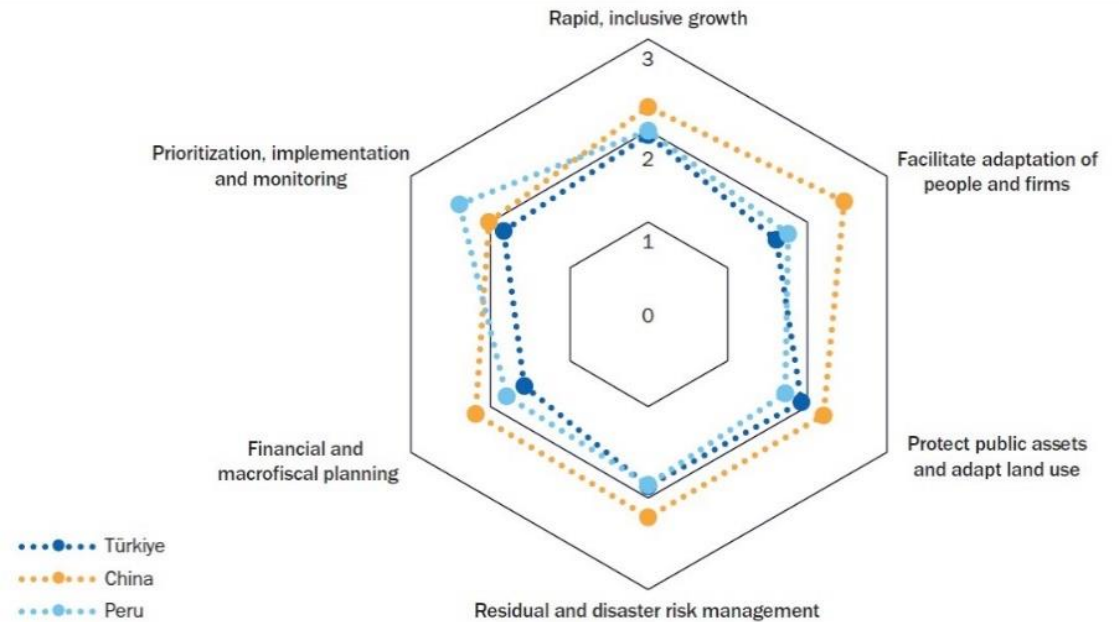 Rapid, inclusive growth
3
Prioritization, implementation
and monitoring
2
Facilitate adaptation of
people and firms
1
0
Financial and
macrofiscal planning
Protect public assets
and adapt land use
Türkiye
China
Peru
Residual and disaster risk management